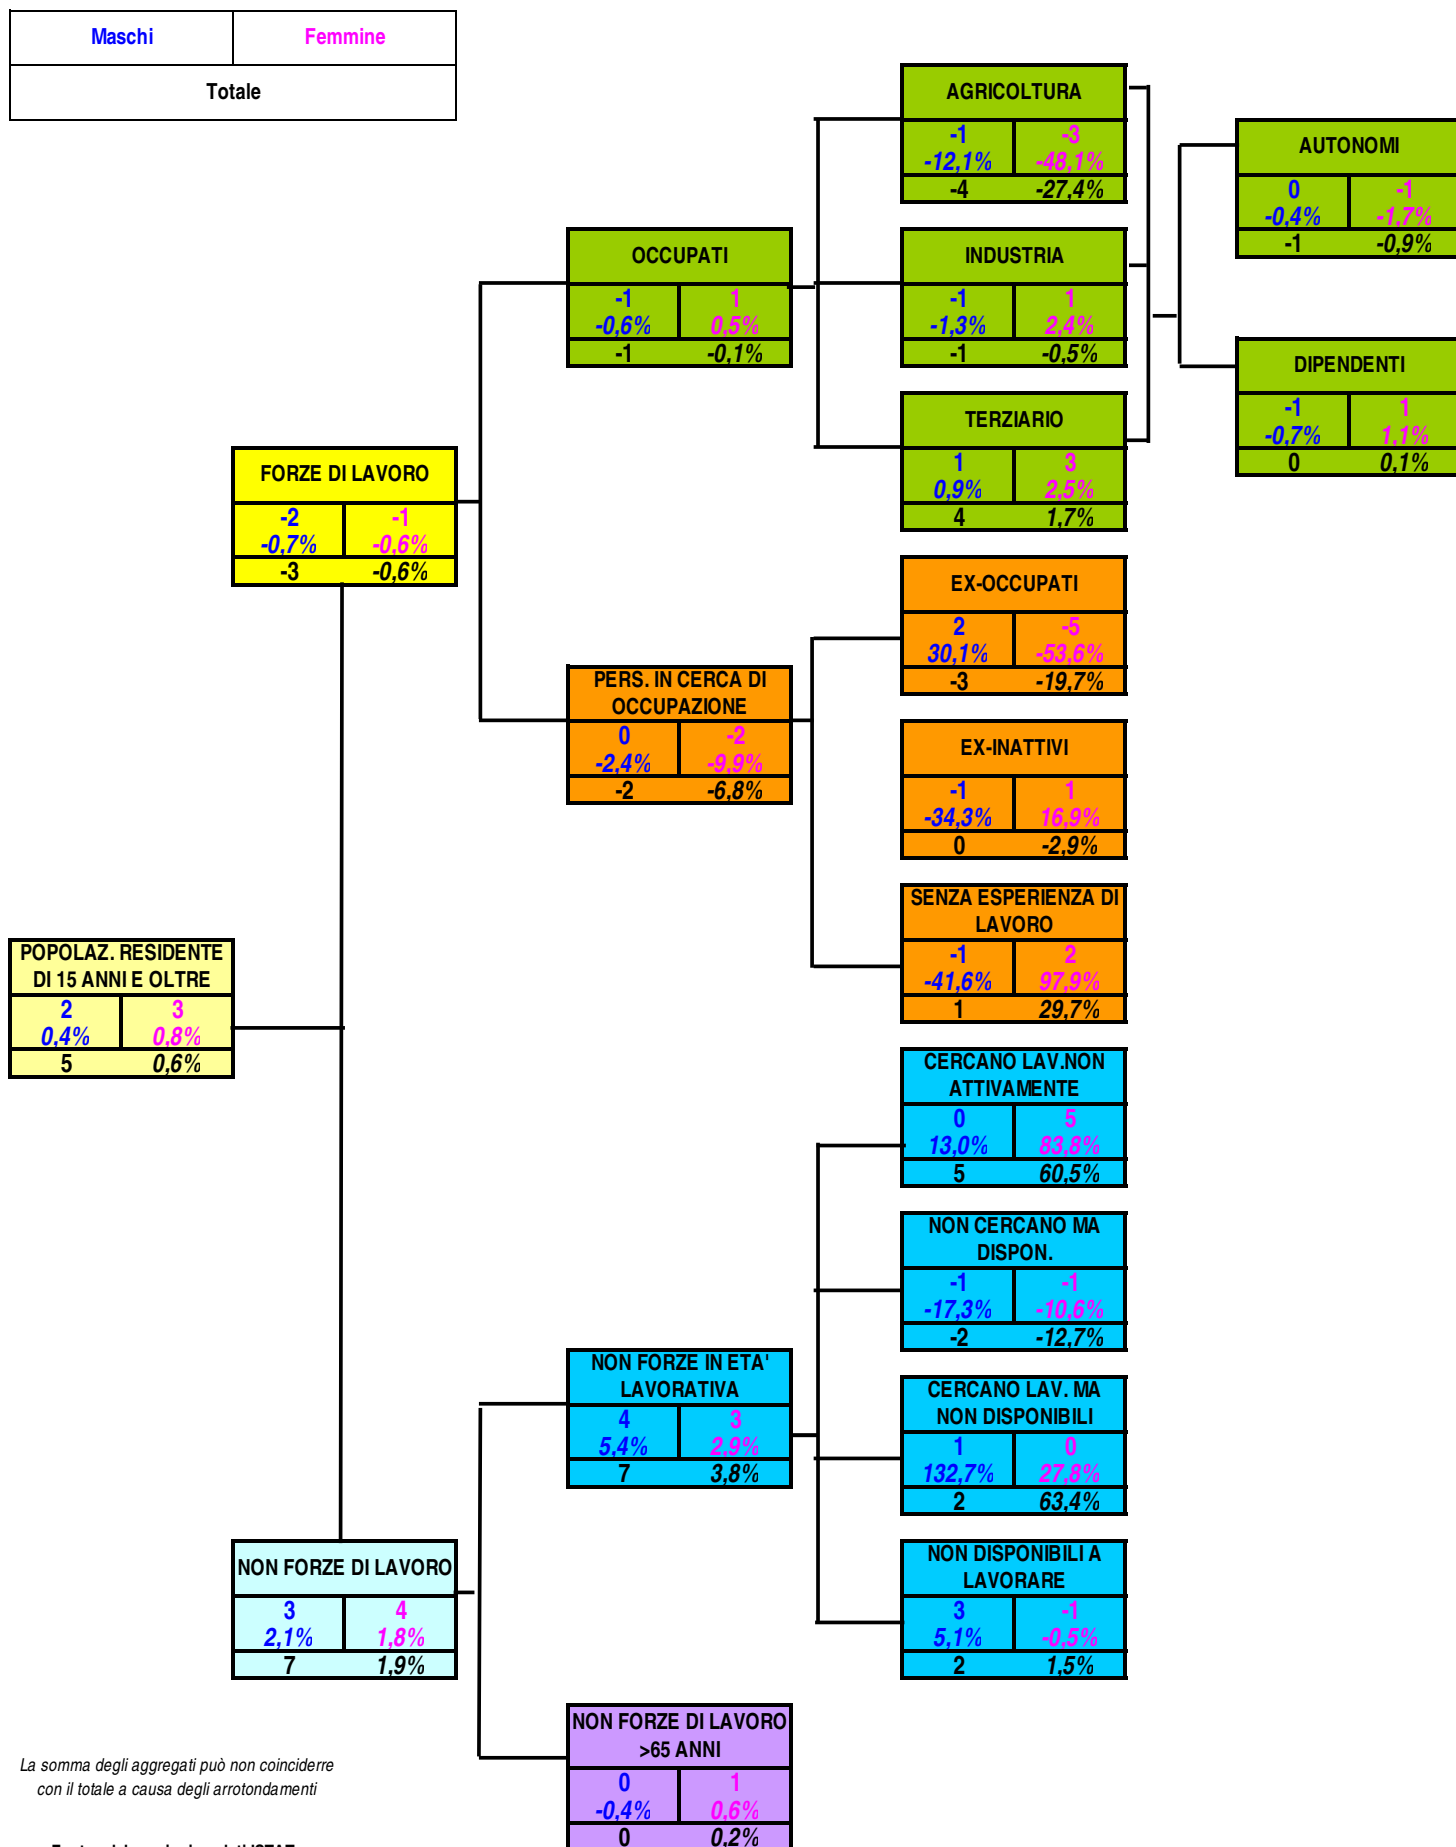 Maschi Femmine
Totale
AGRICOLTURA
-1 -3
-12,1% -48,1%
-4 -27,4%
AUTONOMI
0 -1
-0,4% -1,7%
-1 -0,9%
OCCUPATI
-1 1
-0,6% 0,5%
-1 -0,1%
INDUSTRIA
-1 1
-1,3% 2,4%
-1 -0,5%
DIPENDENTI
-1 1
-0,7% 1,1%
0 0,1%
TERZIARIO
1 3
0,9% 2,5%
4 1,7%
FORZE DI LAVORO
-2 -1
-0,7% -0,6%
-3 -0,6%
EX-OCCUPATI
2 -5
30,1% -53,6%
-3 -19,7%
PERS. IN CERCA DI
OCCUPAZIONE
0 -2
-2,4% -9,9%
-2 -6,8%
EX-INATTIVI
-1 1
-34,3% 16,9%
0 -2,9%
SENZA ESPERIENZA DI
LAVORO
-1 2
-41,6% 97,9%
1 29,7%
POPOLAZ. RESIDENTE
DI 15 ANNI E OLTRE
2 3
0,4% 0,8%
5 0,6%
CERCANO LAV.NON
ATTIVAMENTE
0 5
13,0% 83,8%
5 60,5%
NON CERCANO MA
DISPON.
-1 -1
-17,3% -10,6%
-2 -12,7%
NON FORZE IN ETA'
LAVORATIVA
4 3
5,4% 2,9%
7 3,8%
CERCANO LAV. MA
NON DISPONIBILI
1 0
132,7% 27,8%
2 63,4%
NON FORZE DI LAVORO
3 4
2,1% 1,8%
7 1,9%
NON DISPONIBILI A
LAVORARE
3 -1
5,1% -0,5%
2 1,5%
NON FORZE DI LAVORO
>65 ANNI
0 1
-0,4% 0,6%
0 0,2%
La somma degli aggregati può non coinciderre
con il totale a causa degli arrotondamenti